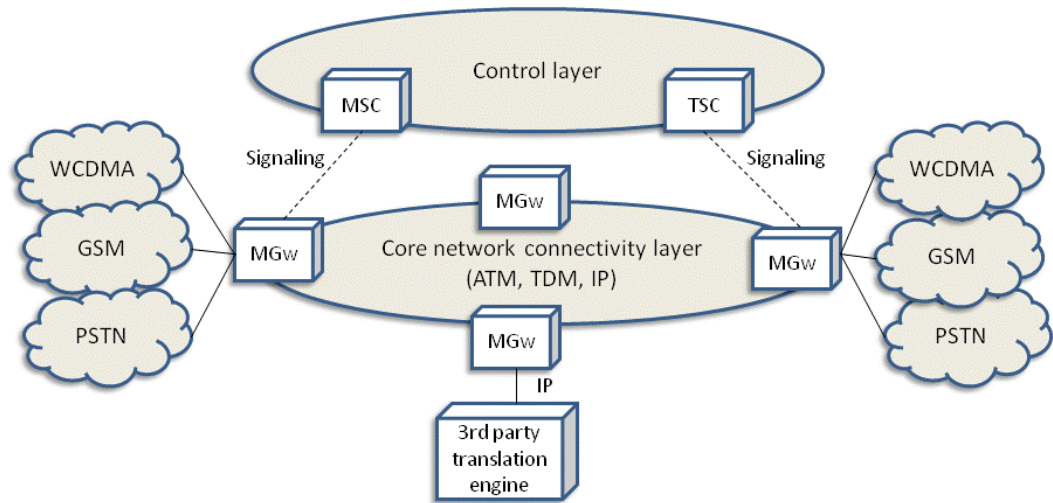 Control layer
MSC
TSC
Signaling
Signaling
WCDMA
GSM
PSTN
WCDMA
GSM
PSTN
MGw
MGw
MGw
Core network connectivity layer
(ATM, TDM, IP)
MGw
IP
3rd party
translation
engine